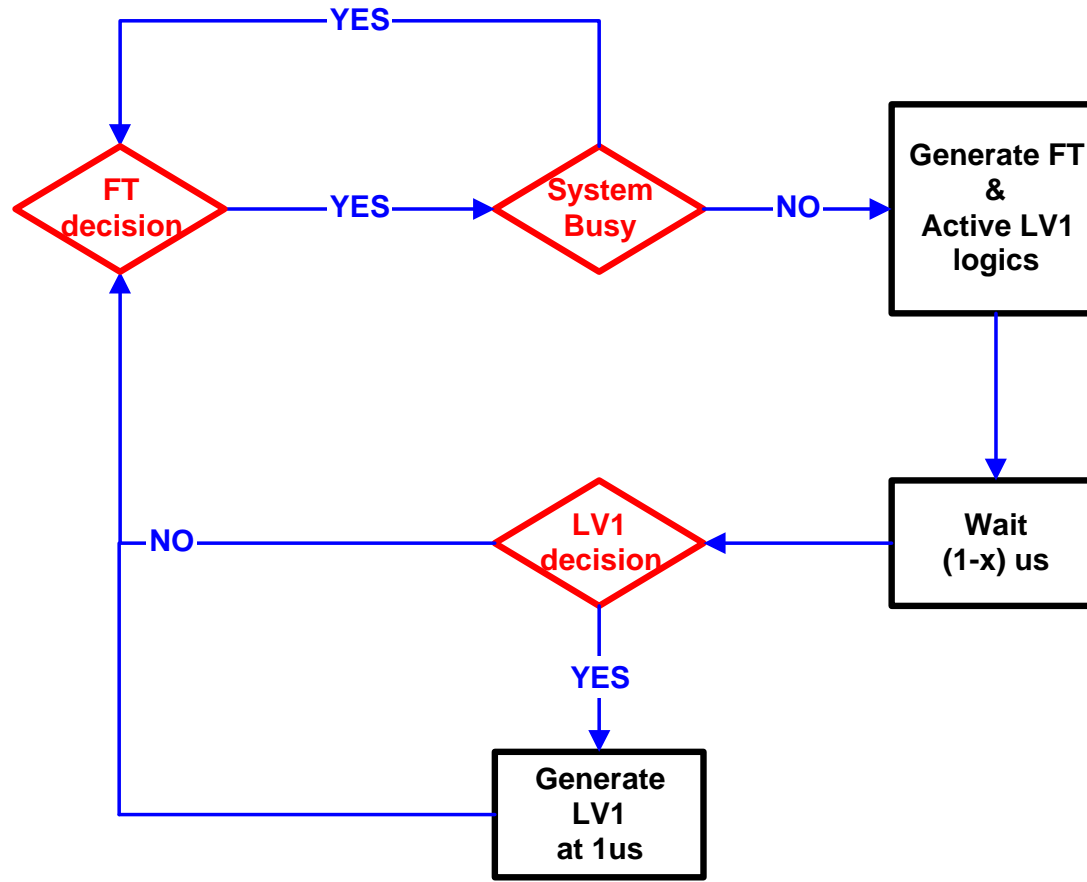 YES
FT
decision
YES
System
Busy
NO
Generate FT
&
Active LV1
logics
NO
LV1
decision
Wait
(1-x) us
YES
Generate
LV1
at 1us